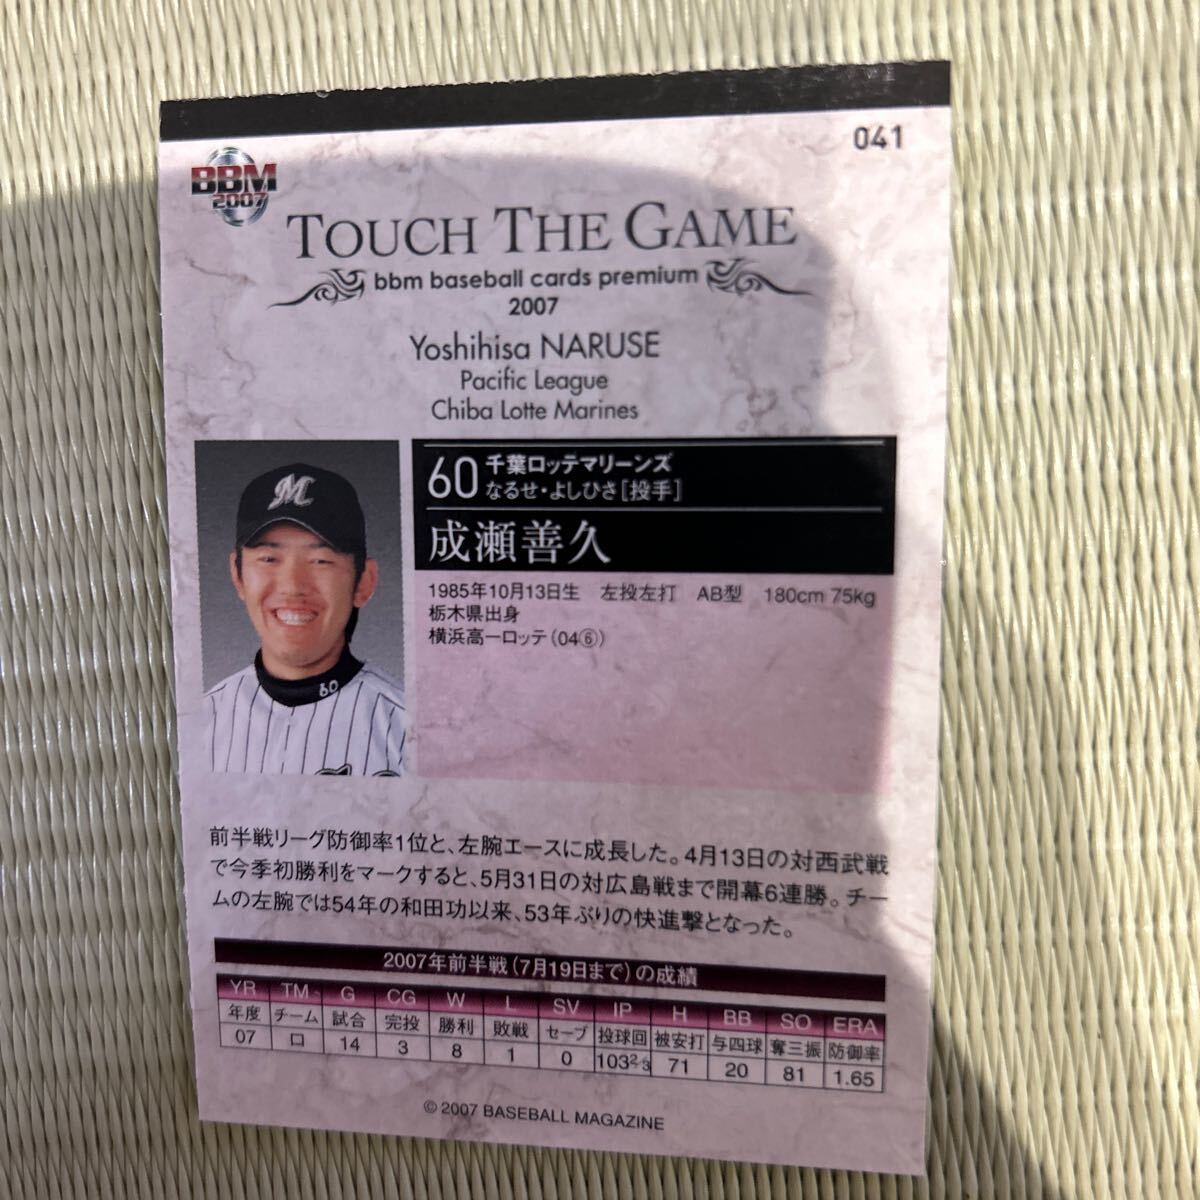 041
BBM
2007
TOUCH THE GAME
bbm baseball cards premium
2007
Yoshihisa NARUSE
Pacific League
Chiba Lotte Marines
M
60
60 千葉ロッテマリーンズ
なるせ・よしひさ[投手]
成瀬善久
1985年10月13日生 左投左打 AB型 180cm 75kg
栃木県出身
横浜高ーロッテ(04⑥)
前半戦リーグ防御率1位と、左腕エースに成長した。4月13日の対西武戦
で今季初勝利をマークすると、5月31日の対広島戦まで開幕6連勝。チー
ムの左腕では54年の和田功以来、53年ぶりの快進撃となった。
2007年前半戦(7月19日まで)の成績
YR TM G CG W L SV IP H BB SO ERA
年度 チーム 試合 完投 勝利 敗戦 セーブ 投球回 被安打 与四球 奪三振 防御率
07 ロ 14 3 8 1 0 103 2/3 71 20 81 1.65
© 2007 BASEBALL MAGAZINE